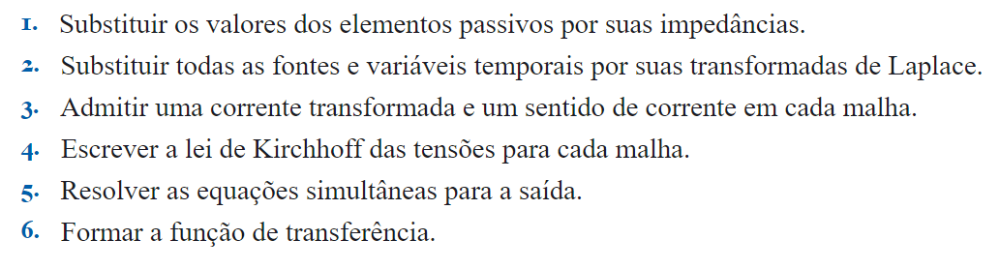 1. Substituir os valores dos elementos passivos por suas impedâncias.
2. Substituir todas as fontes e variáveis temporais por suas transformadas de Laplace.
3. Admitir uma corrente transformada e um sentido de corrente em cada malha.
4. Escrever a lei de Kirchhoff das tensões para cada malha.
5. Resolver as equações simultâneas para a saída.
6. Formar a função de transferência.